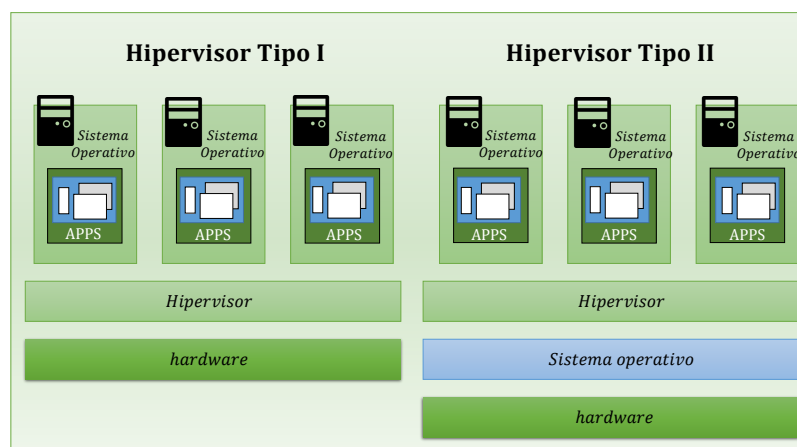 Hipervisor Tipo I
Sistema
Operativo
APPS
Sistema
Operativo
APPS
Sistema
Operativo
APPS
Hipervisor
hardware
Hipervisor Tipo II
Sistema
Operativo
APPS
Sistema
Operativo
APPS
Sistema
Operativo
APPS
Hipervisor
Sistema operativo
hardware